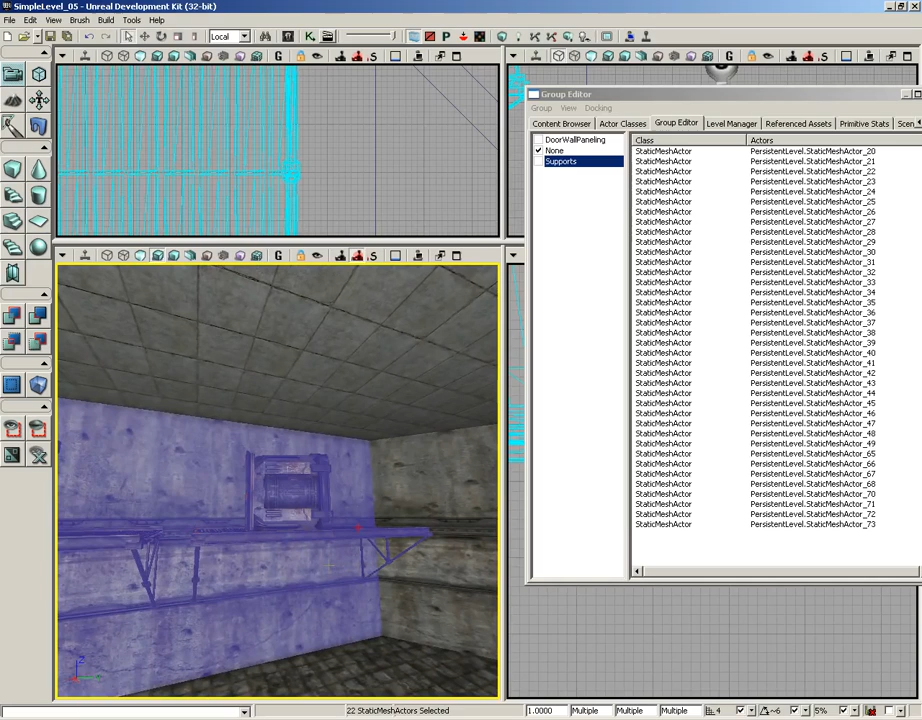 SimpleLevel_05 - Unreal Development Kit (32-bit)
File Edit View Brush Build Tools Help
Local
G
G
Group Editor
Group View Docking
Content Browser Actor Classes Group Editor Level Manager Referenced Assets Primitive Stats Scen
DoorWallPaneling
None
Supports
Class Actors
StaticMeshActor PersistentLevel.StaticMeshActor_20
StaticMeshActor PersistentLevel.StaticMeshActor_21
StaticMeshActor PersistentLevel.StaticMeshActor_22
StaticMeshActor PersistentLevel.StaticMeshActor_23
StaticMeshActor PersistentLevel.StaticMeshActor_24
StaticMeshActor PersistentLevel.StaticMeshActor_25
StaticMeshActor PersistentLevel.StaticMeshActor_26
StaticMeshActor PersistentLevel.StaticMeshActor_27
StaticMeshActor PersistentLevel.StaticMeshActor_28
StaticMeshActor PersistentLevel.StaticMeshActor_29
StaticMeshActor PersistentLevel.StaticMeshActor_30
StaticMeshActor PersistentLevel.StaticMeshActor_31
StaticMeshActor PersistentLevel.StaticMeshActor_32
StaticMeshActor PersistentLevel.StaticMeshActor_33
StaticMeshActor PersistentLevel.StaticMeshActor_34
StaticMeshActor PersistentLevel.StaticMeshActor_35
StaticMeshActor PersistentLevel.StaticMeshActor_36
StaticMeshActor PersistentLevel.StaticMeshActor_37
StaticMeshActor PersistentLevel.StaticMeshActor_38
StaticMeshActor PersistentLevel.StaticMeshActor_39
StaticMeshActor PersistentLevel.StaticMeshActor_40
StaticMeshActor PersistentLevel.StaticMeshActor_41
StaticMeshActor PersistentLevel.StaticMeshActor_42
StaticMeshActor PersistentLevel.StaticMeshActor_43
StaticMeshActor PersistentLevel.StaticMeshActor_44
StaticMeshActor PersistentLevel.StaticMeshActor_45
StaticMeshActor PersistentLevel.StaticMeshActor_46
StaticMeshActor PersistentLevel.StaticMeshActor_47
StaticMeshActor PersistentLevel.StaticMeshActor_48
StaticMeshActor PersistentLevel.StaticMeshActor_49
StaticMeshActor PersistentLevel.StaticMeshActor_65
StaticMeshActor PersistentLevel.StaticMeshActor_66
StaticMeshActor PersistentLevel.StaticMeshActor_67
StaticMeshActor PersistentLevel.StaticMeshActor_68
StaticMeshActor PersistentLevel.StaticMeshActor_70
StaticMeshActor PersistentLevel.StaticMeshActor_71
StaticMeshActor PersistentLevel.StaticMeshActor_72
StaticMeshActor PersistentLevel.StaticMeshActor_73
G
Z
22 StaticMeshActors Selected 1.0000 Multiple Multiple Multiple 4 ~6 5%